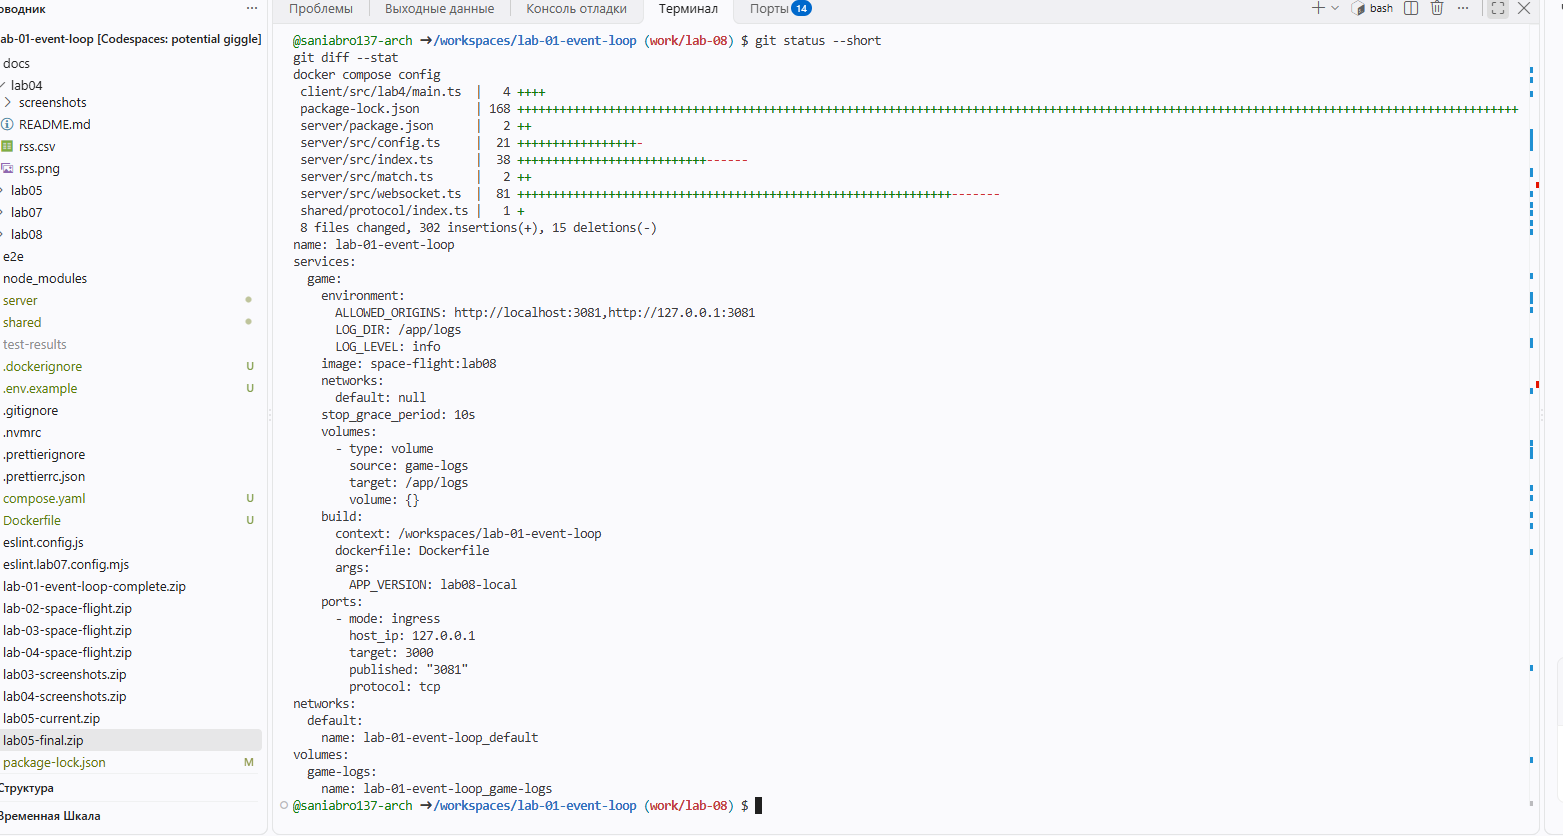 оводник
···
ab-01-event-loop [Codespaces: potential giggle]
docs
lab04
screenshots
README.md
rss.csv
rss.png
lab05
lab07
lab08
e2e
node_modules
server
shared
test-results
.dockerignore U
.env.example U
.gitignore
.nvmrc
.prettierignore
.prettierrc.json
compose.yaml U
Dockerfile U
eslint.config.js
eslint.lab07.config.mjs
lab-01-event-loop-complete.zip
lab-02-space-flight.zip
lab-03-space-flight.zip
lab-04-space-flight.zip
lab03-screenshots.zip
lab04-screenshots.zip
lab05-current.zip
lab05-final.zip
package-lock.json M
Структура
Временная Шкала
Проблемы Выходные данные Консоль отладки Терминал Порты 14
bash
@saniabro137-arch ➜/workspaces/lab-01-event-loop (work/lab-08) $ git status --short
git diff --stat
docker compose config
client/src/lab4/main.ts | 4 ++++
package-lock.json | 168 ++++++++++++++++++++++++++++++++++++++++++++++++++++++++++++++++++++++++++++++++++++++++++++++++++++++++++++++++++++++++++++++++++++++++++++++
server/package.json | 2 ++
server/src/config.ts | 21 +++++++++++++++++-
server/src/index.ts | 38 +++++++++++++++++++++++++++------
server/src/match.ts | 2 ++
server/src/websocket.ts | 81 ++++++++++++++++++++++++++++++++++++++++++++++++++++++++++++++-------
shared/protocol/index.ts | 1 +
8 files changed, 302 insertions(+), 15 deletions(-)
name: lab-01-event-loop
services:
game:
environment:
ALLOWED_ORIGINS: http://localhost:3081,http://127.0.0.1:3081
LOG_DIR: /app/logs
LOG_LEVEL: info
image: space-flight:lab08
networks:
default: null
stop_grace_period: 10s
volumes:
- type: volume
source: game-logs
target: /app/logs
volume: {}
build:
context: /workspaces/lab-01-event-loop
dockerfile: Dockerfile
args:
APP_VERSION: lab08-local
ports:
- mode: ingress
host_ip: 127.0.0.1
target: 3000
published: "3081"
protocol: tcp
networks:
default:
name: lab-01-event-loop_default
volumes:
game-logs:
name: lab-01-event-loop_game-logs
@saniabro137-arch ➜/workspaces/lab-01-event-loop (work/lab-08) $